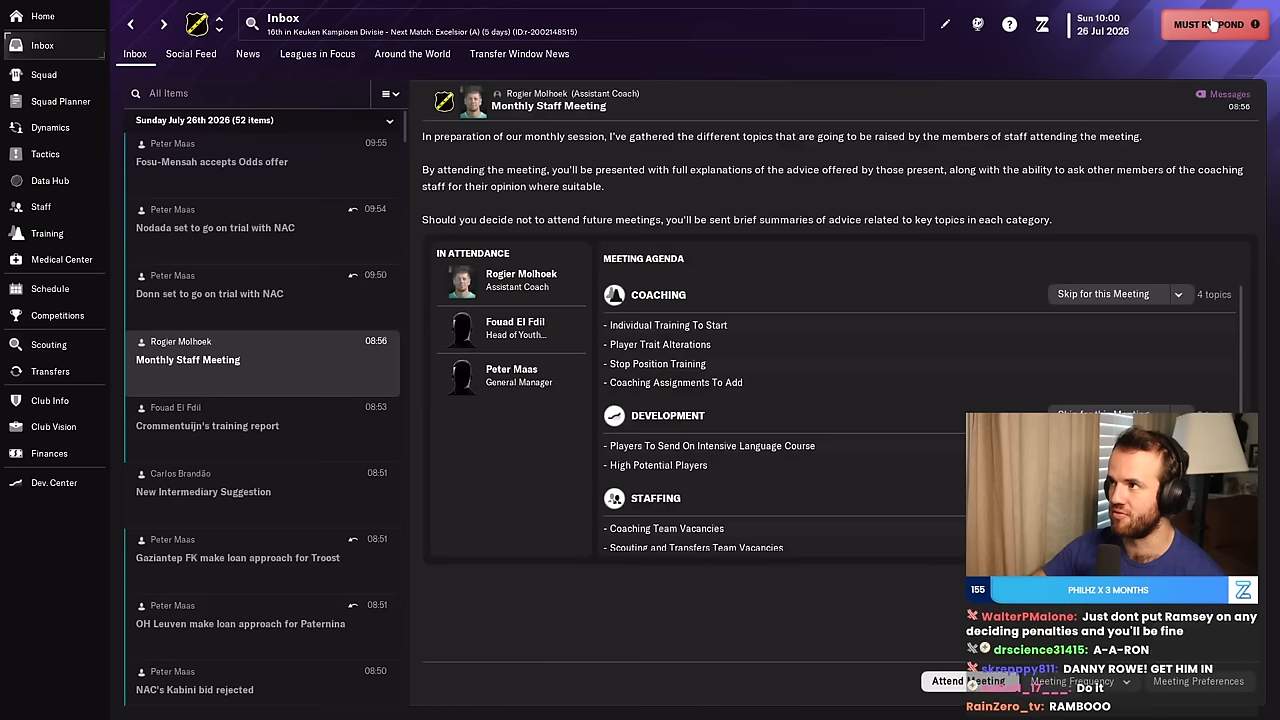 Home
Inbox
Squad
Squad Planner
Dynamics
Tactics
Data Hub
Staff
Training
Medical Center
Schedule
Competitions
Scouting
Transfers
Club Info
Club Vision
Finances
Dev. Center
Inbox
16th in Keuken Kampioen Divisie - Next Match: Excelsior (A) (5 days) (ID:r-2002148515)
Sun 10:00
26 Jul 2026
MUST RESPOND
Inbox Social Feed News Leagues in Focus Around the World Transfer Window News
All Items
Sunday July 26th 2026 (52 items)
Peter Maas 09:55
Fosu-Mensah accepts Odds offer
Peter Maas 09:54
Nodada set to go on trial with NAC
Peter Maas 09:50
Donn set to go on trial with NAC
Rogier Molhoek 08:56
Monthly Staff Meeting
Fouad El Fdil 08:53
Crommentuijn's training report
Carlos Brandão 08:51
New Intermediary Suggestion
Peter Maas 08:51
Gaziantep FK make loan approach for Troost
Peter Maas 08:51
OH Leuven make loan approach for Paternina
Peter Maas 08:50
NAC's Kabini bid rejected
Rogier Molhoek (Assistant Coach)
Monthly Staff Meeting
Messages
08:56
In preparation of our monthly session, I've gathered the different topics that are going to be raised by the members of staff attending the meeting.
By attending the meeting, you'll be presented with full explanations of the advice offered by those present, along with the ability to ask other members of the coaching
staff for their opinion where suitable.
Should you decide not to attend future meetings, you'll be sent brief summaries of advice related to key topics in each category.
IN ATTENDANCE
Rogier Molhoek
Assistant Coach
Fouad El Fdil
Head of Youth...
Peter Maas
General Manager
MEETING AGENDA
COACHING Skip for this Meeting 4 topics
- Individual Training To Start
- Player Trait Alterations
- Stop Position Training
- Coaching Assignments To Add
DEVELOPMENT
- Players To Send On Intensive Language Course
- High Potential Players
STAFFING
- Coaching Team Vacancies
- Scouting and Transfers Team Vacancies
Attend Meeting Meeting Frequency Meeting Preferences
155 PHILHZ X 3 MONTHS
WalterPMalone: Just dont put Ramsey on any
deciding penalties and you'll be fine
drscience31415: A-A-RON
skrepppy811: DANNY ROWE! GET HIM IN
Do it
RainZero_tv: RAMBOOO